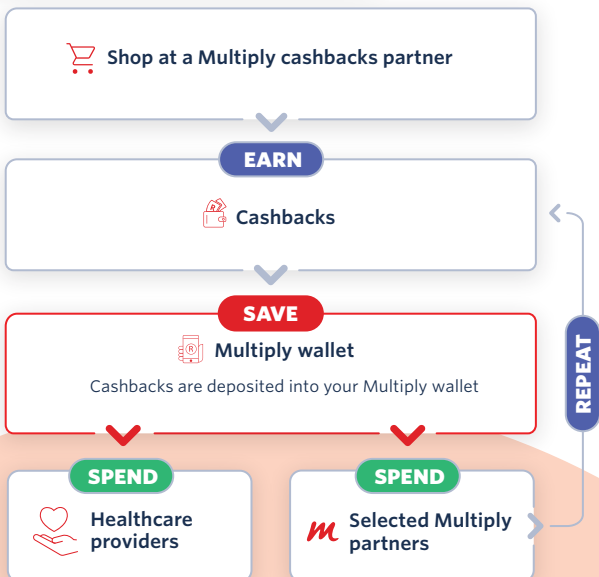 Shop at a Multiply cashbacks partner
EARN
Cashbacks
SAVE
Multiply wallet
Cashbacks are deposited into your Multiply wallet
REPEAT
SPEND
Healthcare
providers
SPEND
Selected Multiply
partners